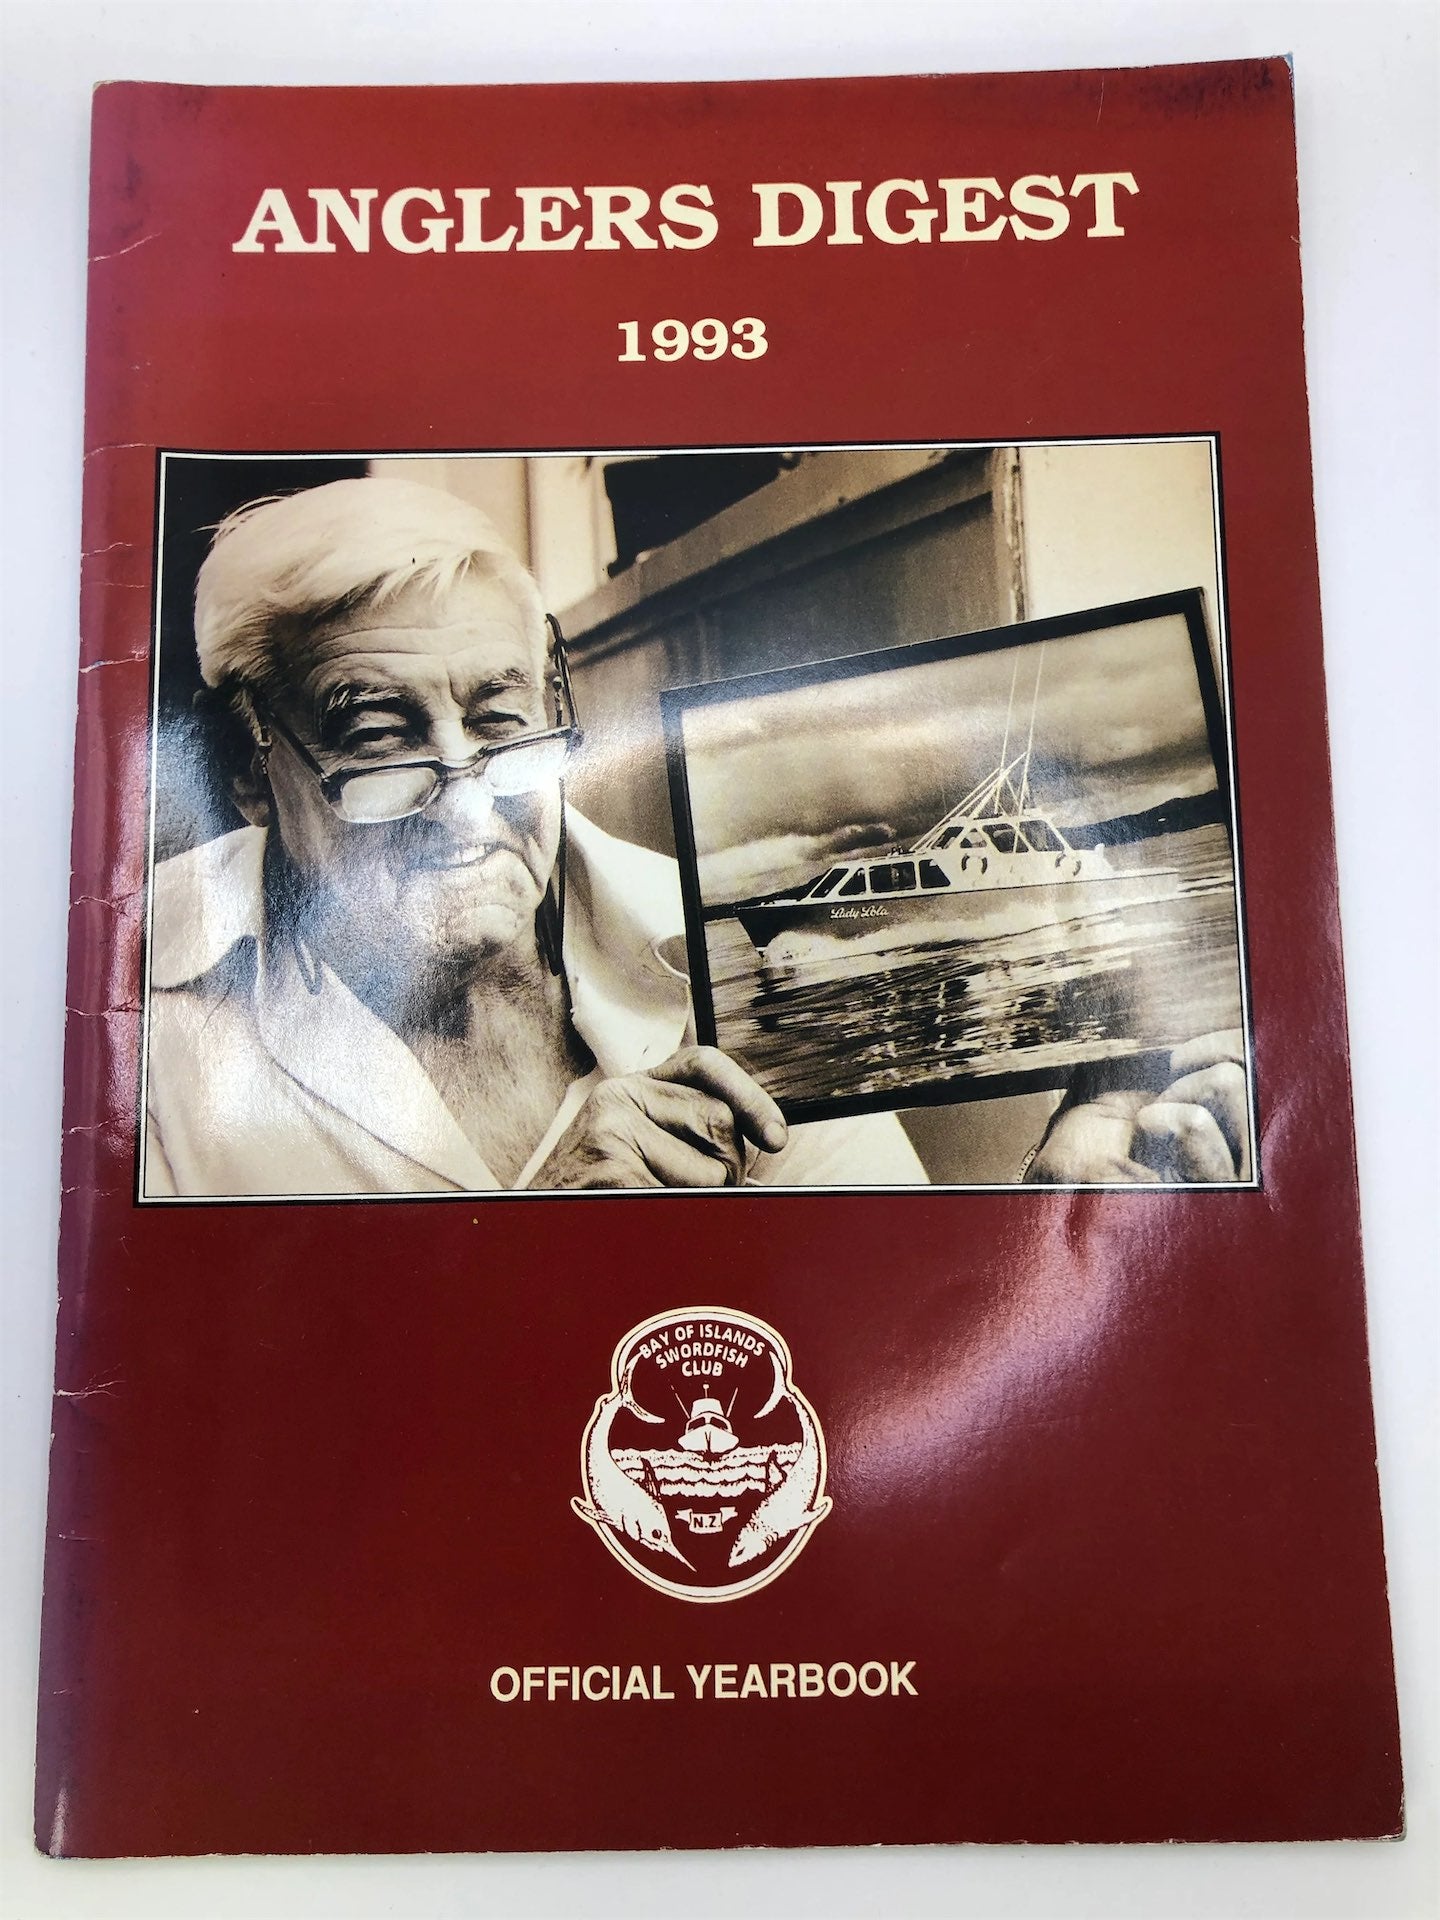 ANGLERS DIGEST
1993
Lady Lola
BAY OF ISLANDS
SWORDFISH
CLUB
N.Z.
OFFICIAL YEARBOOK